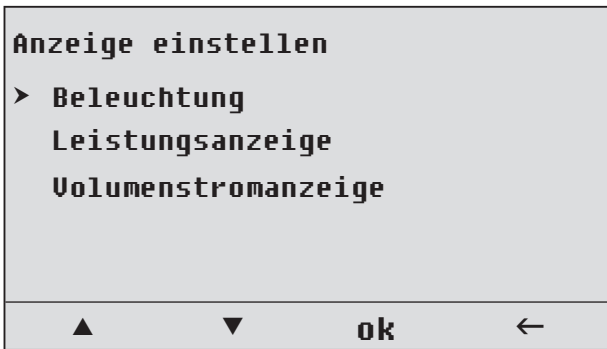 Anzeige einstellen
➤ Beleuchtung
Leistungsanzeige
Volumenstromanzeige
▲ ▼ ok ←